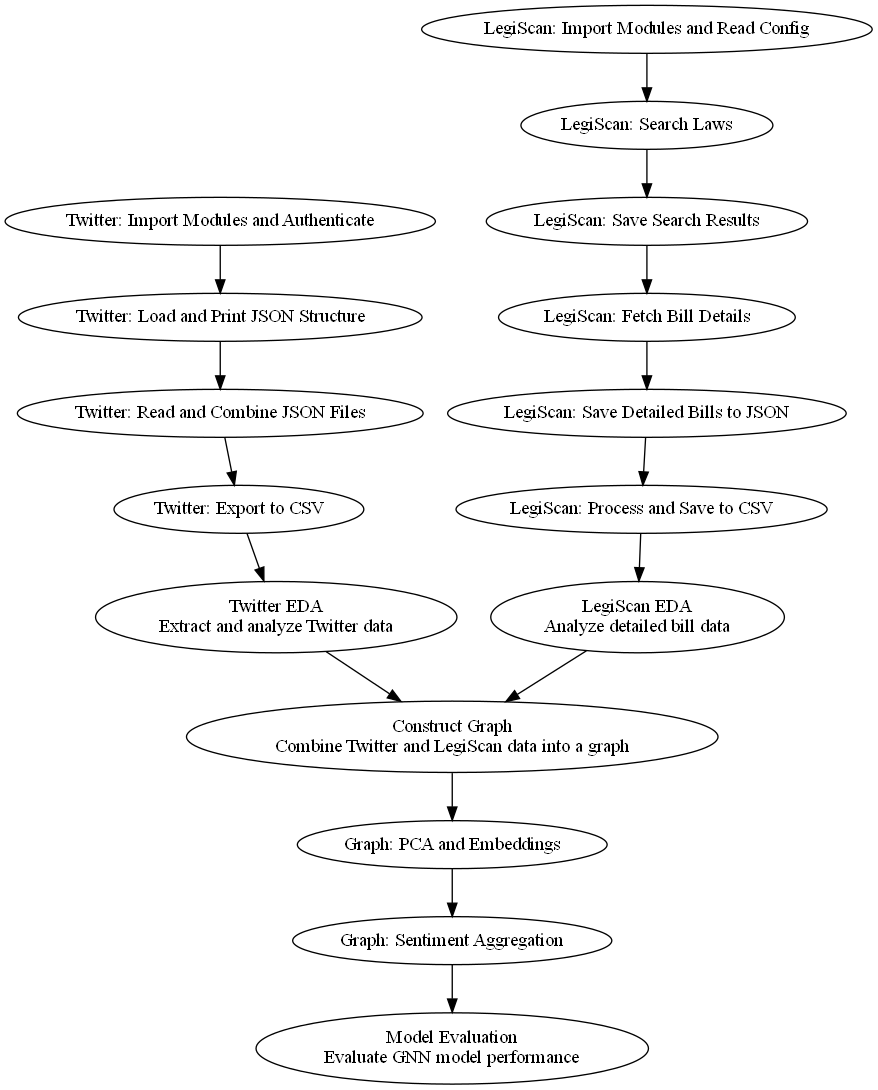 LegiScan: Import Modules and Read Config
LegiScan: Search Laws
Twitter: Import Modules and Authenticate
LegiScan: Save Search Results
Twitter: Load and Print JSON Structure
LegiScan: Fetch Bill Details
Twitter: Read and Combine JSON Files
LegiScan: Save Detailed Bills to JSON
Twitter: Export to CSV
LegiScan: Process and Save to CSV
Twitter EDA
Extract and analyze Twitter data
LegiScan EDA
Analyze detailed bill data
Construct Graph
Combine Twitter and LegiScan data into a graph
Graph: PCA and Embeddings
Graph: Sentiment Aggregation
Model Evaluation
Evaluate GNN model performance